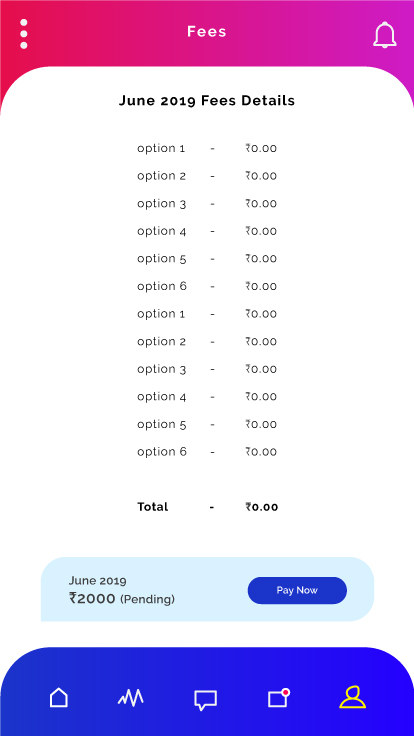 Fees
June 2019 Fees Details
option 1 - ₹0.00
option 2 - ₹0.00
option 3 - ₹0.00
option 4 - ₹0.00
option 5 - ₹0.00
option 6 - ₹0.00
option 1 - ₹0.00
option 2 - ₹0.00
option 3 - ₹0.00
option 4 - ₹0.00
option 5 - ₹0.00
option 6 - ₹0.00
Total - ₹0.00
June 2019
₹2000 (Pending)
Pay Now